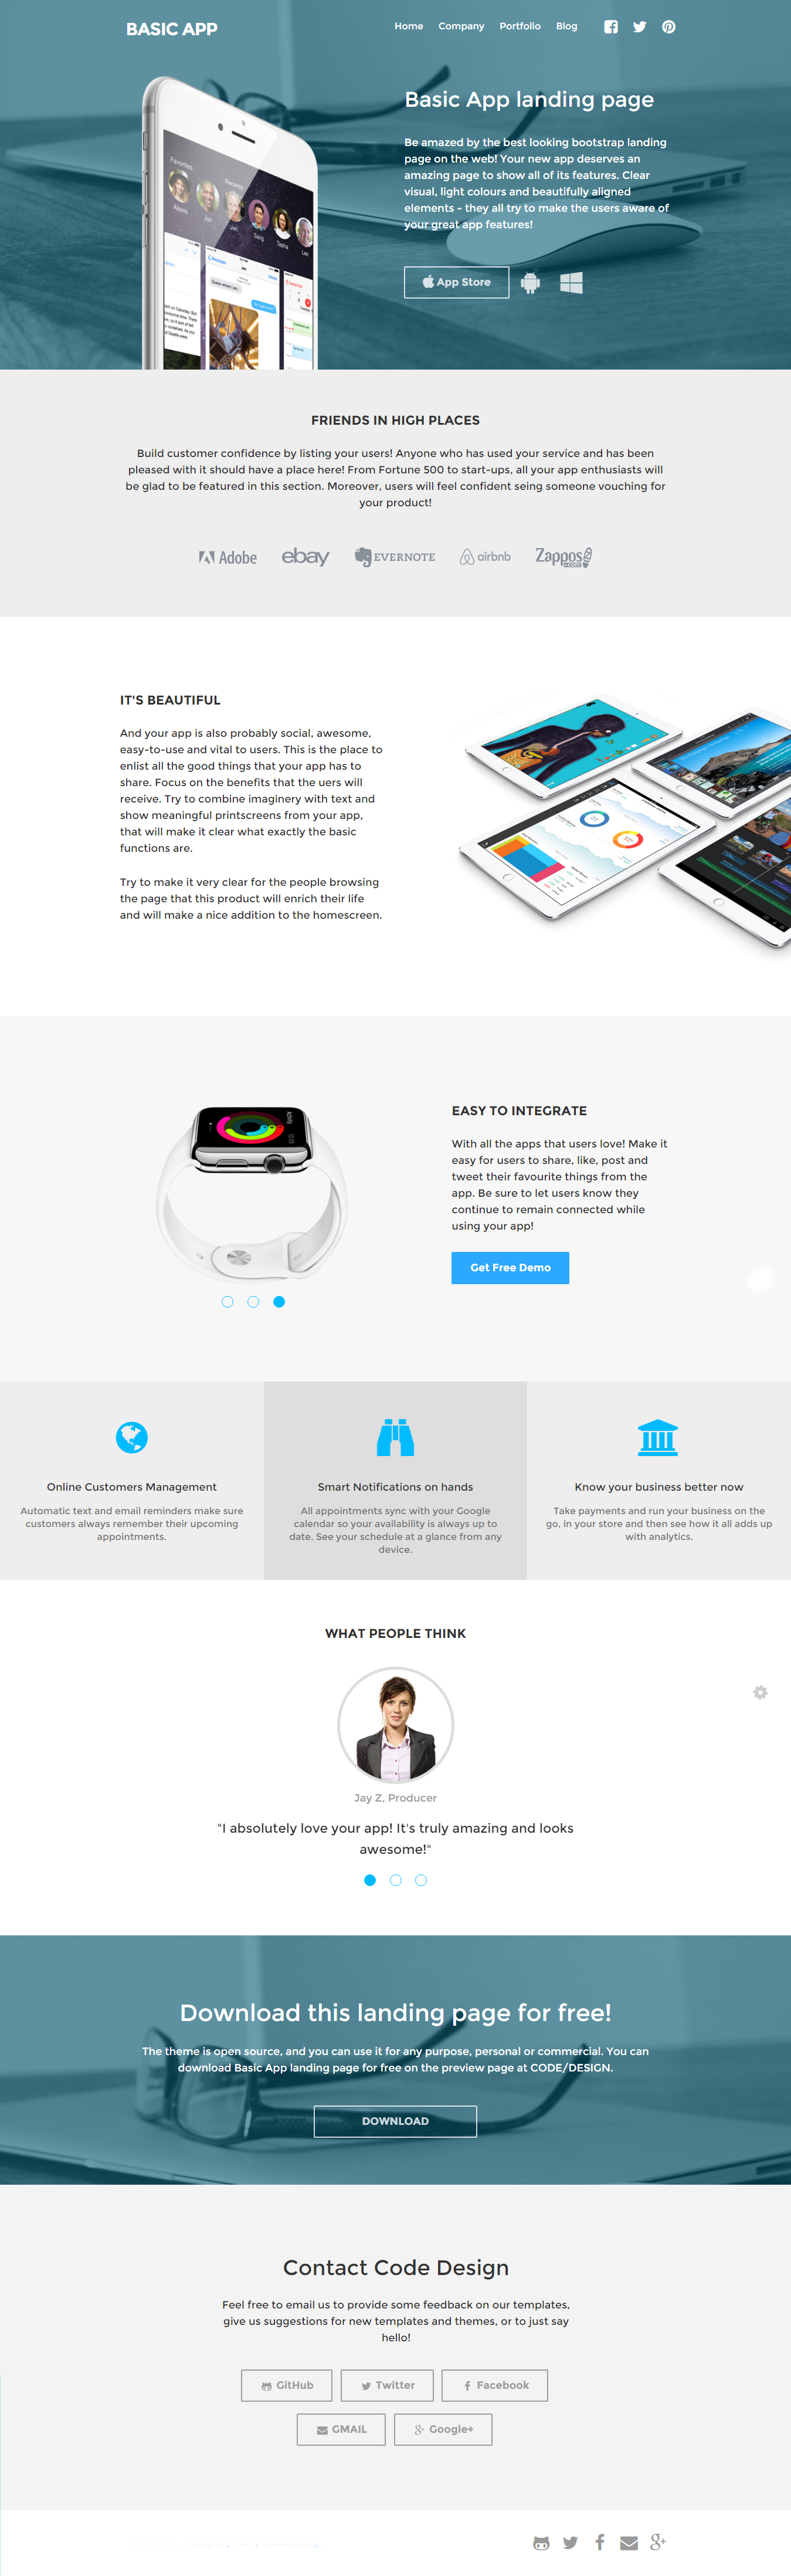 BASIC APP
Home Company Portfolio Blog
Basic App landing page
Be amazed by the best looking bootstrap landing
page on the web! Your new app deserves an
amazing page to show all of its features. Clear
visual, light colours and beautifully aligned
elements - they all try to make the users aware of
your great app features!
App Store
Favorites
Recents
FRIENDS IN HIGH PLACES
Build customer confidence by listing your users! Anyone who has used your service and has been
pleased with it should have a place here! From Fortune 500 to start-ups, all your app enthusiasts will
be glad to be featured in this section. Moreover, users will feel confident seing someone vouching for
your product!
Adobe ebay EVERNOTE airbnb Zappos.com
IT'S BEAUTIFUL
And your app is also probably social, awesome,
easy-to-use and vital to users. This is the place to
enlist all the good things that your app has to
share. Focus on the benefits that the uers will
receive. Try to combine imaginery with text and
show meaningful printscreens from your app,
that will make it clear what exactly the basic
functions are.
Try to make it very clear for the people browsing
the page that this product will enrich their life
and will make a nice addition to the homescreen.
EASY TO INTEGRATE
With all the apps that users love! Make it
easy for users to share, like, post and
tweet their favourite things from the
app. Be sure to let users know they
continue to remain connected while
using your app!
Get Free Demo
Online Customers Management
Automatic text and email reminders make sure
customers always remember their upcoming
appointments.
Smart Notifications on hands
All appointments sync with your Google
calendar so your availability is always up to
date. See your schedule at a glance from any
device.
Know your business better now
Take payments and run your business on the
go, in your store and then see how it all adds up
with analytics.
WHAT PEOPLE THINK
Jay Z, Producer
"I absolutely love your app! It's truly amazing and looks
awesome!"
Download this landing page for free!
The theme is open source, and you can use it for any purpose, personal or commercial. You can
download Basic App landing page for free on the preview page at CODE/DESIGN.
DOWNLOAD
Contact Code Design
Feel free to email us to provide some feedback on our templates,
give us suggestions for new templates and themes, or to just say
hello!
GitHub
Twitter
Facebook
GMAIL
Google+